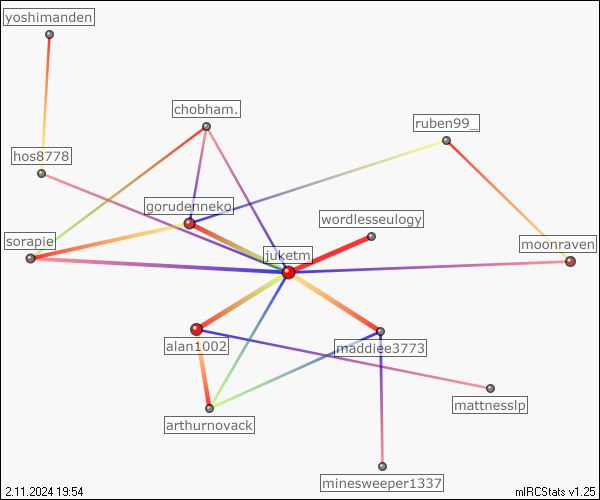 yoshimanden
chobham.
ruben99_
hos8778
gorudenneko
wordlesseulogy
sorapie
juketm
moonraven
alan1002
maddiee3773
mattnesslp
arthurnovack
minesweeper1337
2.11.2024 19:54
mIRCStats v1.25